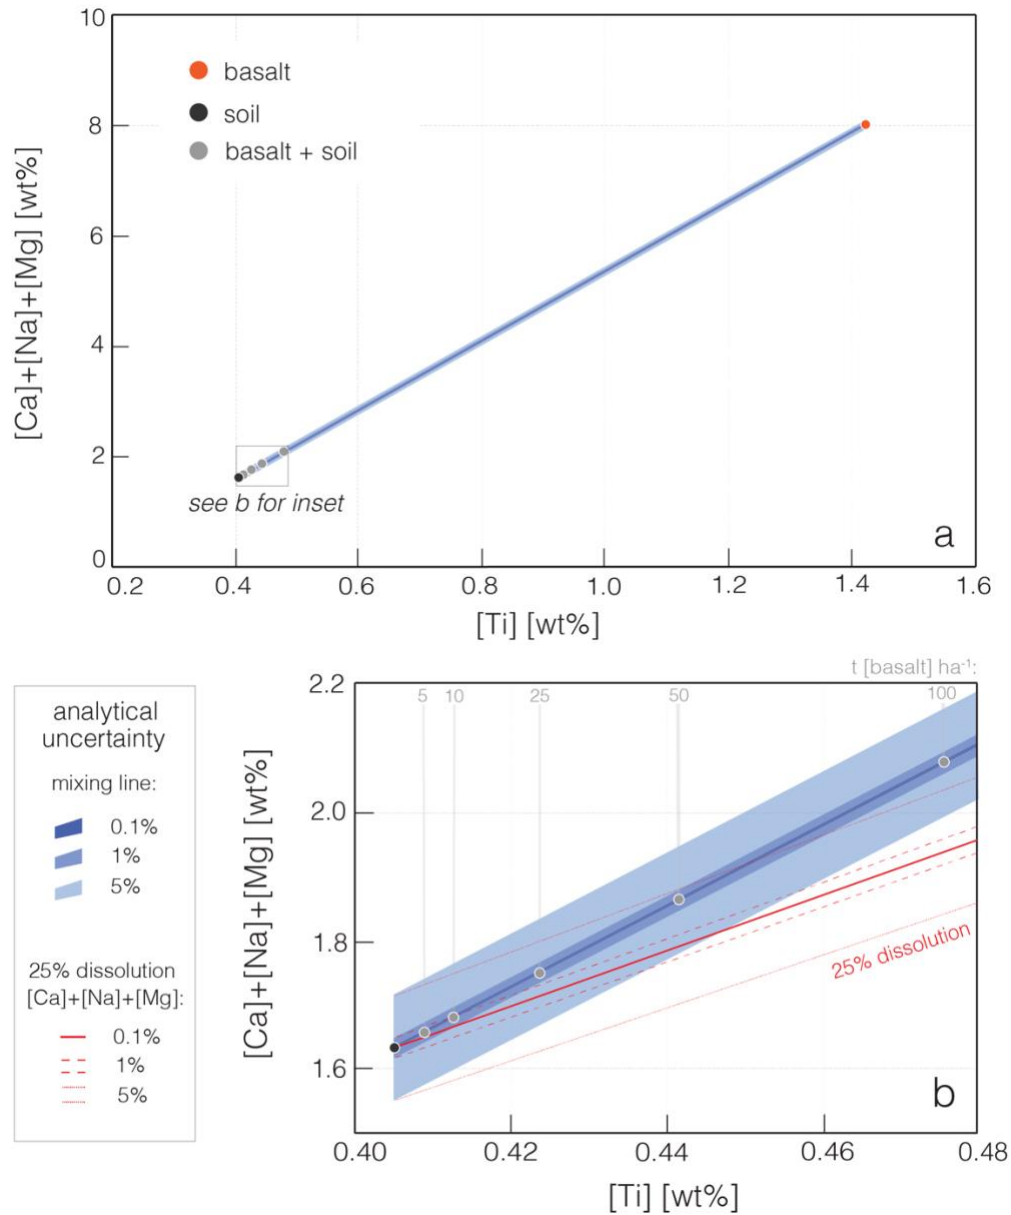 10
8
6
4
2
0
[Ca]+[Na]+[Mg] [wt%]
basalt
soil
basalt + soil
see b for inset
a
0.2 0.4 0.6 0.8 1.0 1.2 1.4 1.6
[Ti] [wt%]
analytical
uncertainty
mixing line:
0.1%
1%
5%
25% dissolution
[Ca]+[Na]+[Mg]:
0.1%
1%
5%
t [basalt] ha⁻¹:
5 10 25 50 100
2.2
2.0
1.8
1.6
[Ca]+[Na]+[Mg] [wt%]
25% dissolution
b
0.40 0.42 0.44 0.46 0.48
[Ti] [wt%]